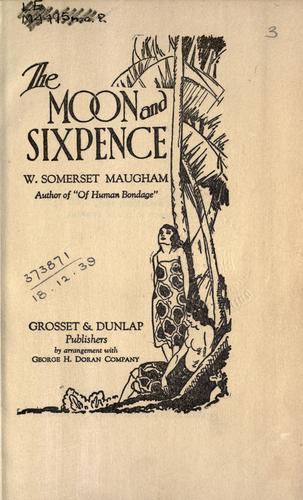 3
The
MOON and
SIXPENCE
W. SOMERSET MAUGHAM
Author of "Of Human Bondage"
373871
18.12.39
GROSSET & DUNLAP
Publishers
by arrangement with
GEORGE H. DORAN COMPANY